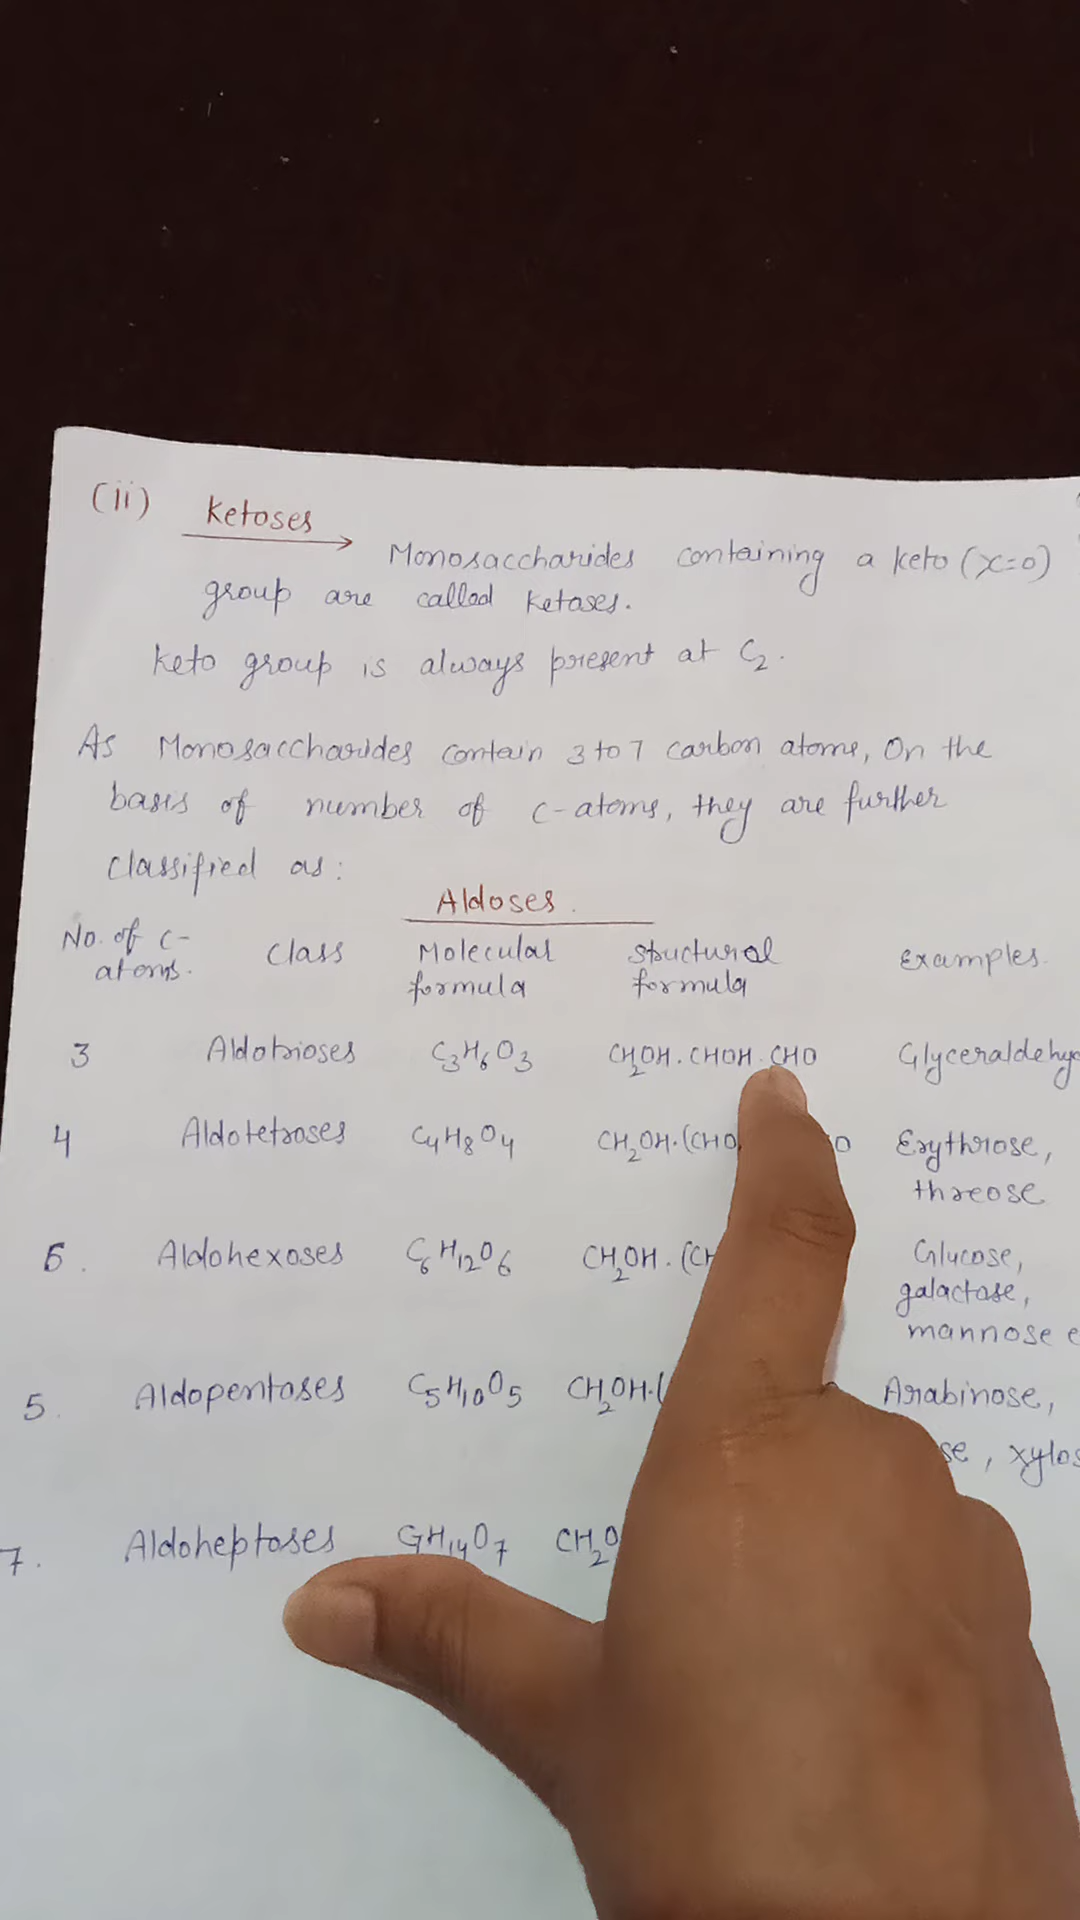 (ii) Ketoses
Monosaccharides containing a keto (>c=o)
group are called Ketoses.
Keto group is always present at C2.
As Monosaccharides contain 3 to 7 carbon atoms, On the
basis of number of c-atoms, they are further
classified as:
Aldoses.
No. of c-atoms. Class Molecular formula Structural formula Examples.
3 Aldotrioses C3H6O3 CH2OH.CHOH.CHO Glyceraldehy
4 Aldotetroses C4H8O4 CH2OH.(CHO O Erythrose,
threose
6. Aldohexoses C6H12O6 CH2OH.(CH Glucose,
galactose,
mannose e
5. Aldopentoses C5H10O5 CH2OH.( Arabinose,
se, xylos
7. Aldoheptoses C7H14O7 CH2O